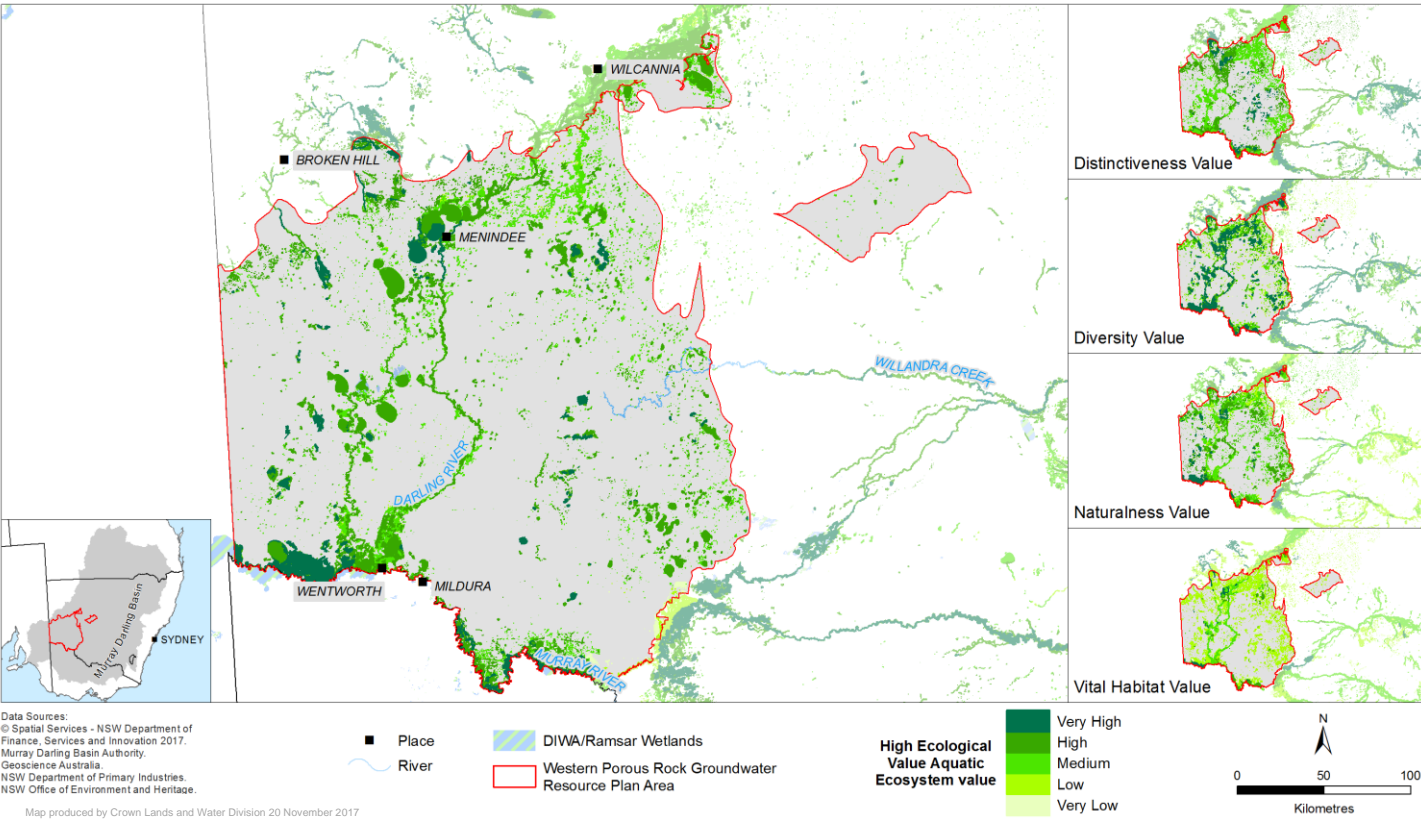 WILCANNIA
BROKEN HILL
MENINDEE
WILLANDRA CREEK
DARLING RIVER
WENTWORTH
MILDURA
MURRAY RIVER
Murray Darling Basin
SYDNEY
Distinctiveness Value
Diversity Value
Naturalness Value
Vital Habitat Value
Data Sources:
© Spatial Services - NSW Department of
Finance, Services and Innovation 2017.
Murray Darling Basin Authority.
Geoscience Australia.
NSW Department of Primary Industries.
NSW Office of Environment and Heritage.
Place
River
DIWA/Ramsar Wetlands
Western Porous Rock Groundwater
Resource Plan Area
High Ecological
Value Aquatic
Ecosystem value
Very High
High
Medium
Low
Very Low
N
0 50 100
Kilometres
Map produced by Crown Lands and Water Division 20 November 2017